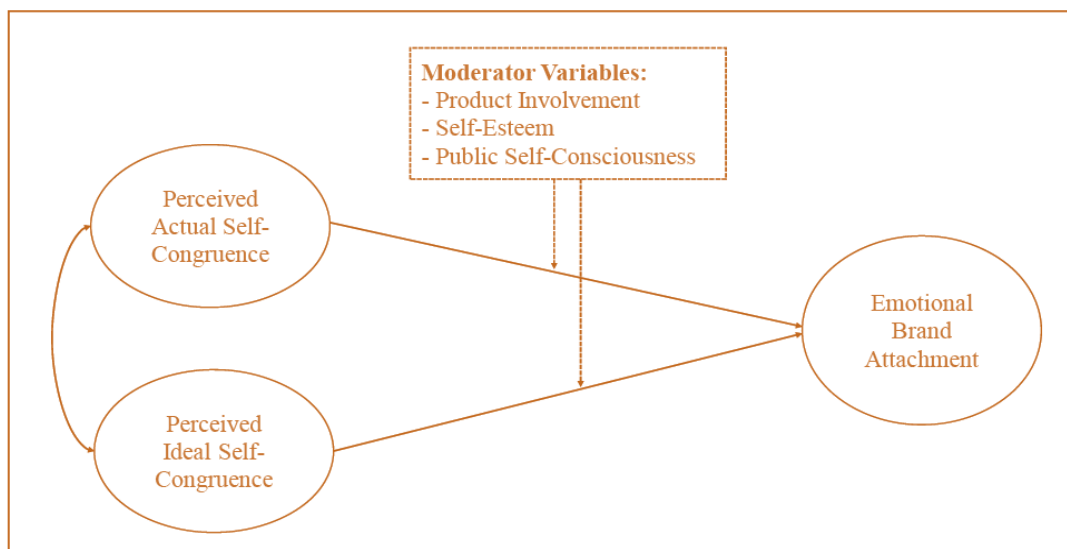 Moderator Variables:
- Product Involvement
- Self-Esteem
- Public Self-Consciousness
Perceived
Actual Self-
Congruence
Emotional
Brand
Attachment
Perceived
Ideal Self-
Congruence